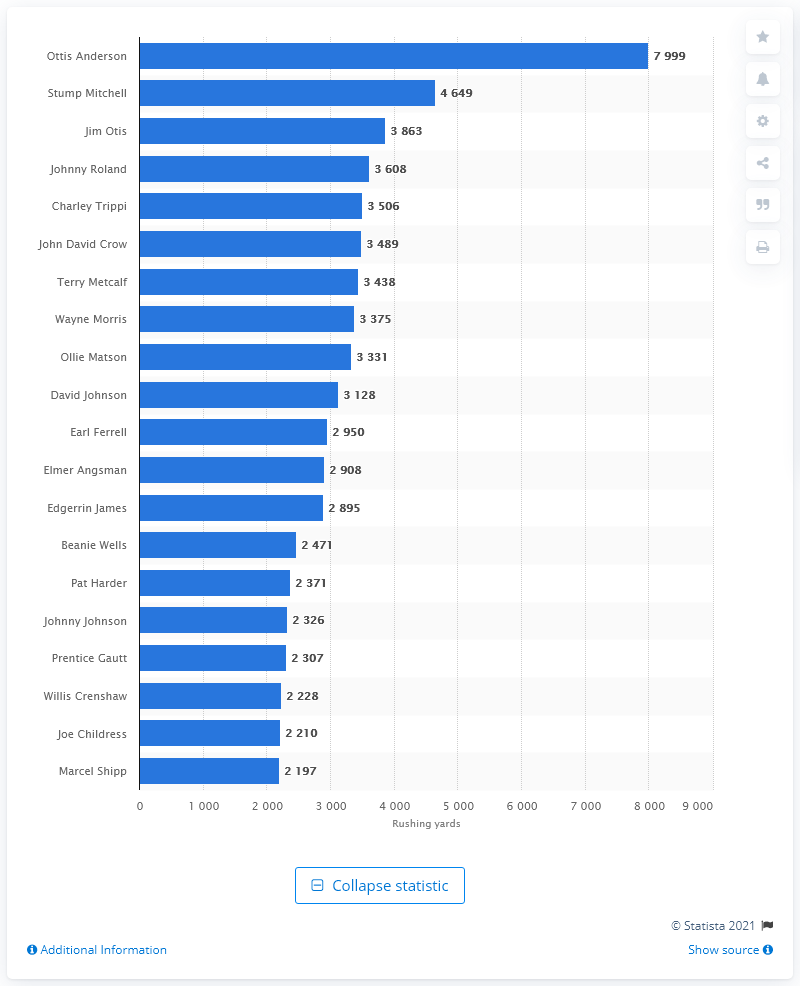 Ottis Anderson 7 999
Stump Mitchell 4 649
Jim Otis 3 863
Johnny Roland 3 608
Charley Trippi 3 506
John David Crow 3 489
Terry Metcalf 3 438
Wayne Morris 3 375
Ollie Matson 3 331
David Johnson 3 128
Earl Ferrell 2 950
Elmer Angsman 2 908
Edgerrin James 2 895
Beanie Wells 2 471
Pat Harder 2 371
Johnny Johnson 2 326
Prentice Gautt 2 307
Willis Crenshaw 2 228
Joe Childress 2 210
Marcel Shipp 2 197
0 1 000 2 000 3 000 4 000 5 000 6 000 7 000 8 000 9 000
Rushing yards
Collapse statistic
© Statista 2021
Additional Information Show source